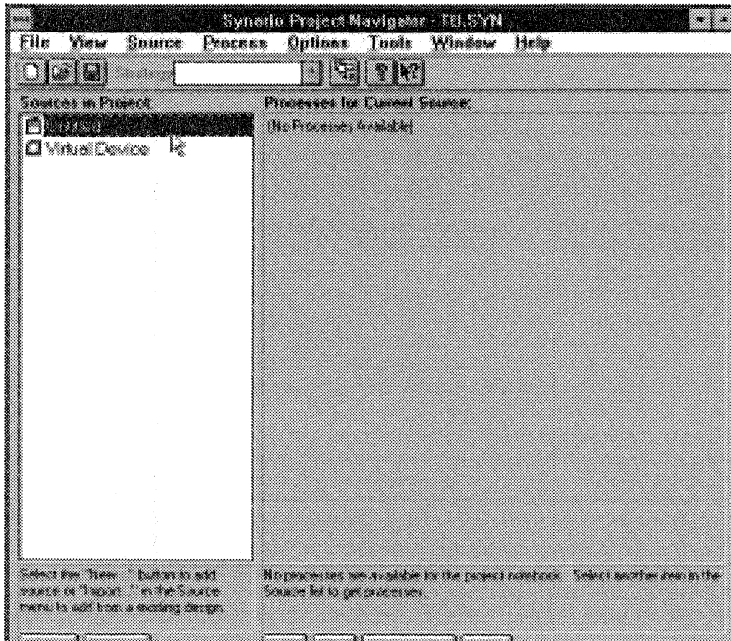 Synario Project Navigator - TEI.SYN
File View Source Process Options Tools Window Help
Strategy:
Sources in Project: Processes for Current Source:
(No Processes Available)
Virtual Device
Select the "New..." button to add No processes are available for the project notebook. Select another item in the
source or "Import..." in the Source Source list to get processes.
menu to add from a existing design.